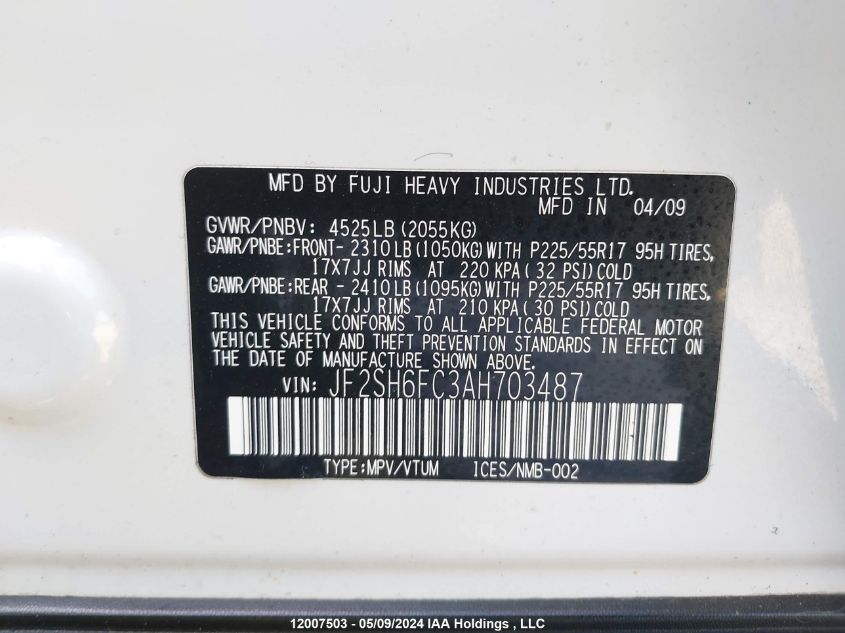 MFD BY FUJI HEAVY INDUSTRIES LTD.
MFD IN 04/09
GVWR/PNBV: 4525LB (2055KG)
GAWR/PNBE:FRONT- 2310LB (1050KG) WITH P225/55R17 95H TIRES,
17X7JJ RIMS AT 220 KPA ( 32 PSI) COLD
GAWR/PNBE:REAR - 2410LB (1095KG) WITH P225/55R17 95H TIRES,
17X7JJ RIMS AT 210 KPA ( 30 PSI) COLD
THIS VEHICLE CONFORMS TO ALL APPLICABLE FEDERAL MOTOR
VEHICLE SAFETY AND THEFT PREVENTION STANDARDS IN EFFECT ON
THE DATE OF MANUFACTURE SHOWN ABOVE.
VIN: JF2SH6FC3AH703487
TYPE:MPV/VTUM ICES/NMB-002
12007503 - 05/09/2024 IAA Holdings , LLC